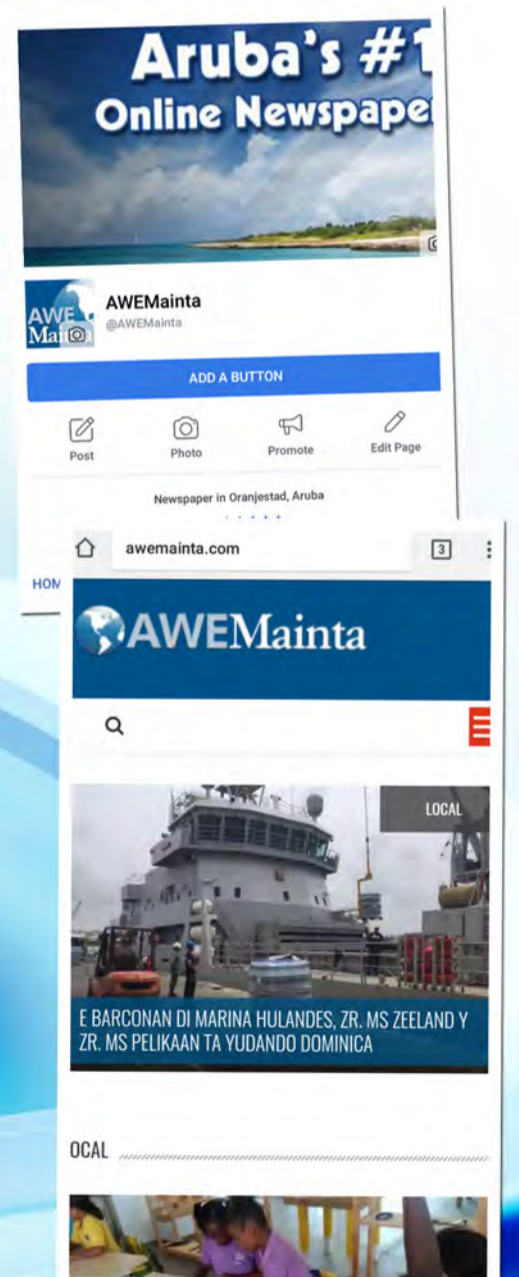 Aruba's #1
Online Newspape
AWE
Mainta
AWEMainta
@AWEMainta
ADD A BUTTON
Post
Photo
Promote
Edit Page
Newspaper in Oranjestad, Aruba
HOM
awemainta.com
3
AWEMainta
LOCAL
E BARCONAN DI MARINA HULANDES, ZR. MS ZEELAND Y
ZR. MS PELIKAAN TA YUDANDO DOMINICA
OCAL